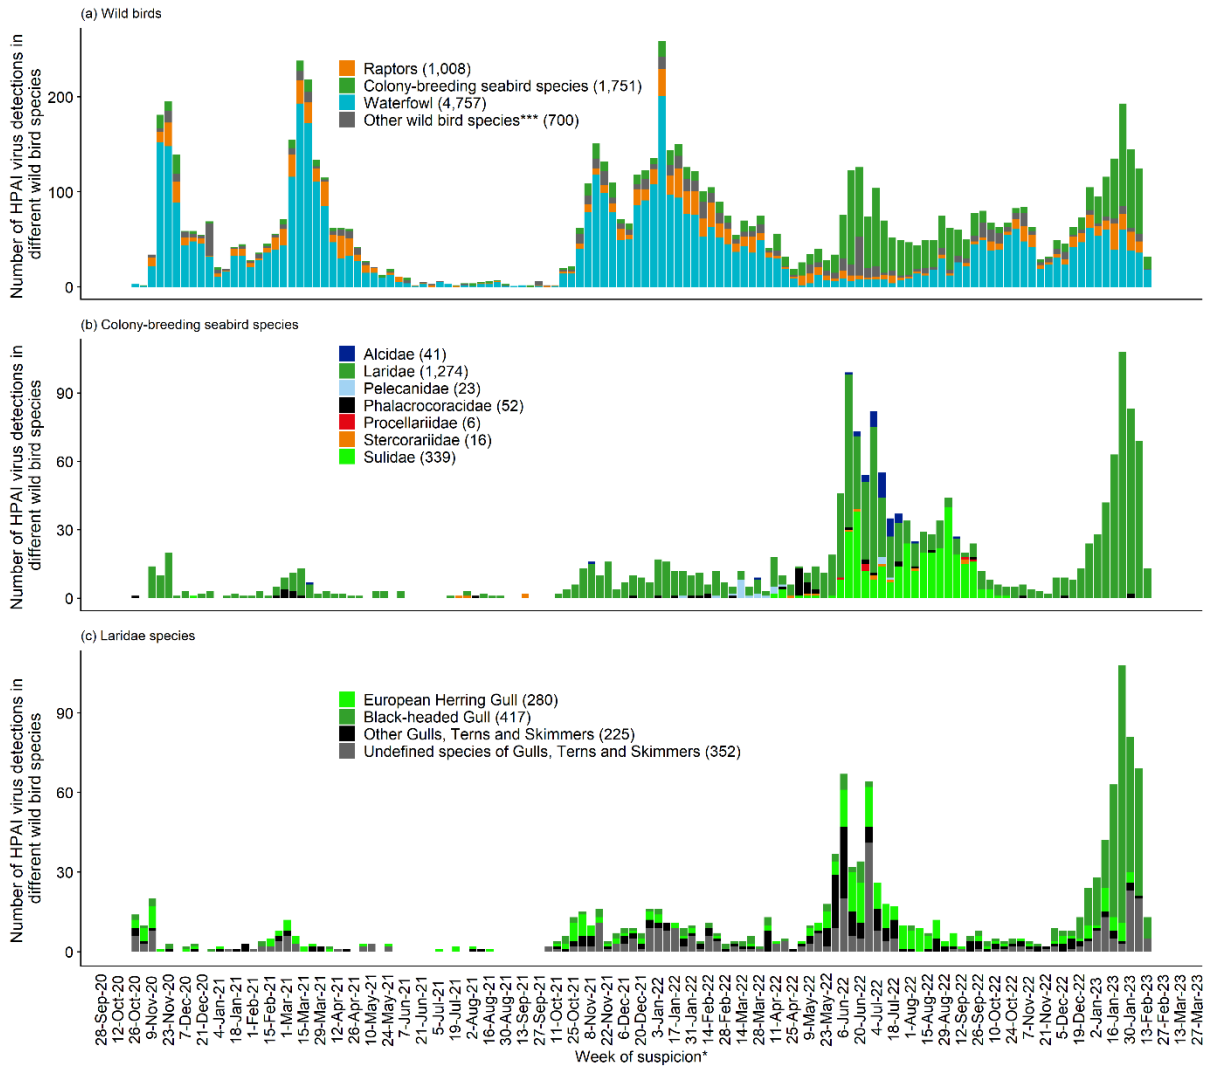 (a) Wild birds
Number of HPAI virus detections in
different wild bird species
200
100
0
Raptors (1,008)
Colony-breeding seabird species (1,751)
Waterfowl (4,757)
Other wild bird species*** (700)
(b) Colony-breeding seabird species
Number of HPAI virus detections in
different wild bird species
90
60
30
0
Alcidae (41)
Laridae (1,274)
Pelecanidae (23)
Phalacrocoracidae (52)
Procellariidae (6)
Stercorariidae (16)
Sulidae (339)
(c) Laridae species
Number of HPAI virus detections in
different wild bird species
90
60
30
0
European Herring Gull (280)
Black-headed Gull (417)
Other Gulls, Terns and Skimmers (225)
Undefined species of Gulls, Terns and Skimmers (352)
28-Sep-20
12-Oct-20
26-Oct-20
9-Nov-20
23-Nov-20
7-Dec-20
21-Dec-20
4-Jan-21
18-Jan-21
1-Feb-21
15-Feb-21
1-Mar-21
15-Mar-21
29-Mar-21
12-Apr-21
26-Apr-21
10-May-21
24-May-21
7-Jun-21
21-Jun-21
5-Jul-21
19-Jul-21
2-Aug-21
16-Aug-21
30-Aug-21
13-Sep-21
27-Sep-21
11-Oct-21
25-Oct-21
8-Nov-21
22-Nov-21
6-Dec-21
20-Dec-21
3-Jan-22
17-Jan-22
31-Jan-22
14-Feb-22
28-Feb-22
14-Mar-22
28-Mar-22
11-Apr-22
25-Apr-22
9-May-22
23-May-22
6-Jun-22
20-Jun-22
4-Jul-22
18-Jul-22
1-Aug-22
15-Aug-22
29-Aug-22
12-Sep-22
26-Sep-22
10-Oct-22
24-Oct-22
7-Nov-22
21-Nov-22
5-Dec-22
19-Dec-22
2-Jan-23
16-Jan-23
30-Jan-23
13-Feb-23
27-Feb-23
13-Mar-23
27-Mar-23
Week of suspicion*